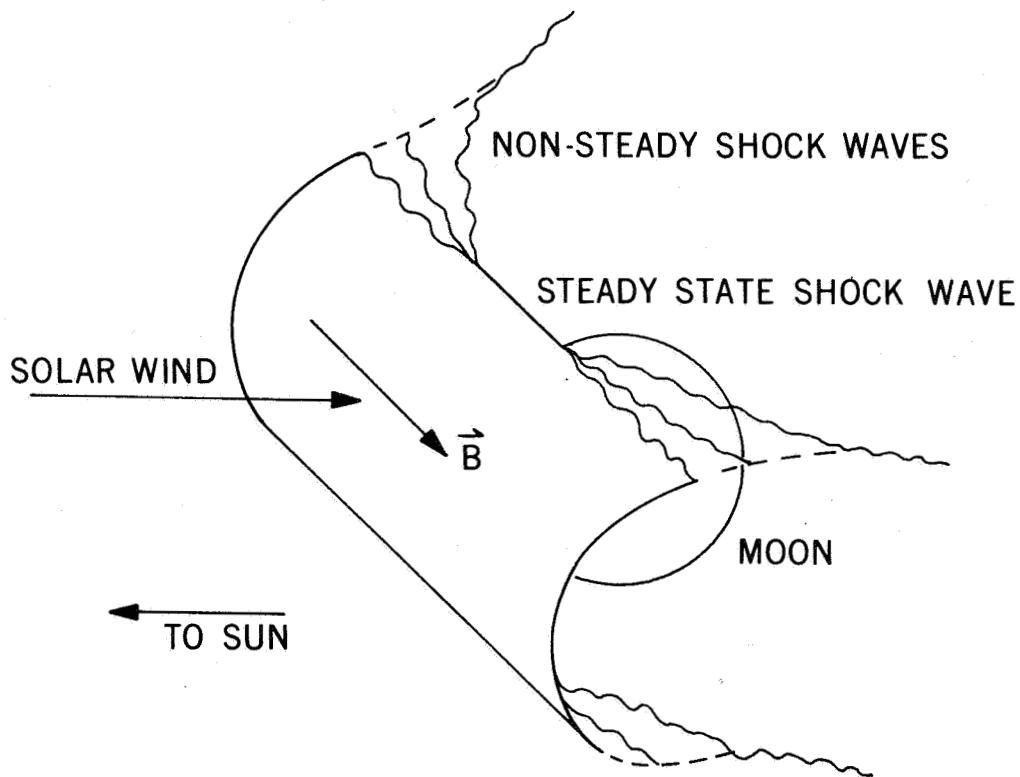 NON-STEADY SHOCK WAVES
STEADY STATE SHOCK WAVE
SOLAR WIND
B
MOON
TO SUN